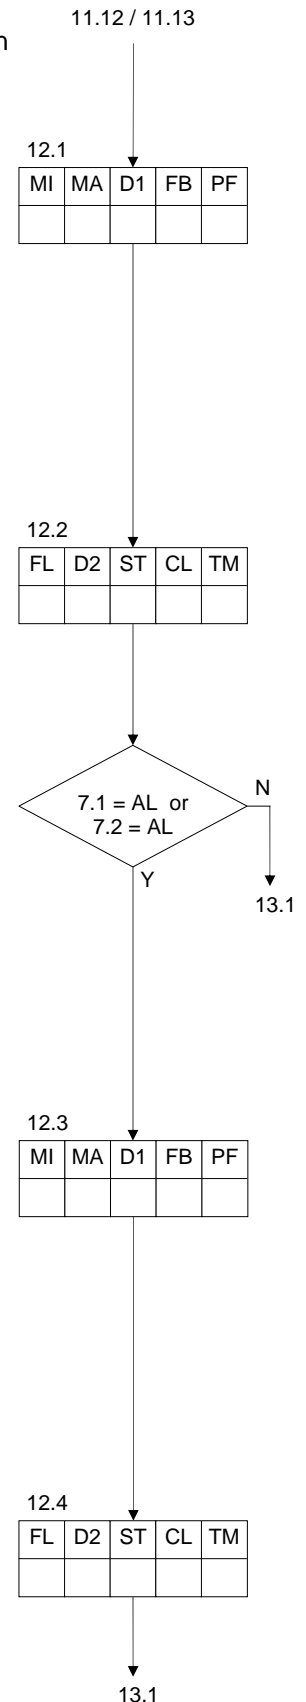 11.12 / 11.13
n
12.1
MI MA D1 FB PF
12.2
FL D2 ST CL TM
7.1 = AL or
7.2 = AL
N
Y
13.1
12.3
MI MA D1 FB PF
12.4
FL D2 ST CL TM
13.1